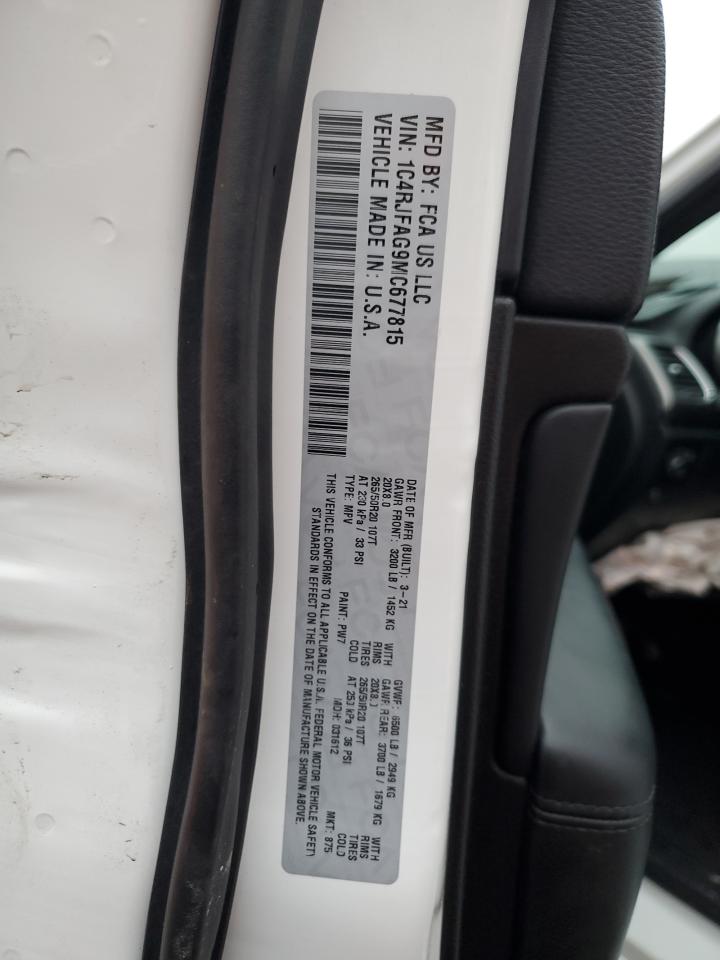 MFD BY: FCA US LLC
VIN: 1C4RJFAG9MC677815
VEHICLE MADE IN: U.S.A.
DATE OF MFR (BUILT): 3-21 GVWR: 6500 LB / 2949 KG
GAWR FRONT: 3200 LB / 1452 KG WITH GAWR REAR: 3700 LB / 1679 KG WITH
20X8.0 RIMS 20X8.0 RIMS
265/50R20 107T TIRES 265/50R20 107T TIRES
AT 230 kPa / 33 PSI COLD AT 250 kPa / 36 PSI COLD
TYPE: MPV PAINT: PW7 MDH: 031612 MKT: 875
THIS VEHICLE CONFORMS TO ALL APPLICABLE U.S.A. FEDERAL MOTOR VEHICLE SAFETY
STANDARDS IN EFFECT ON THE DATE OF MANUFACTURE SHOWN ABOVE.